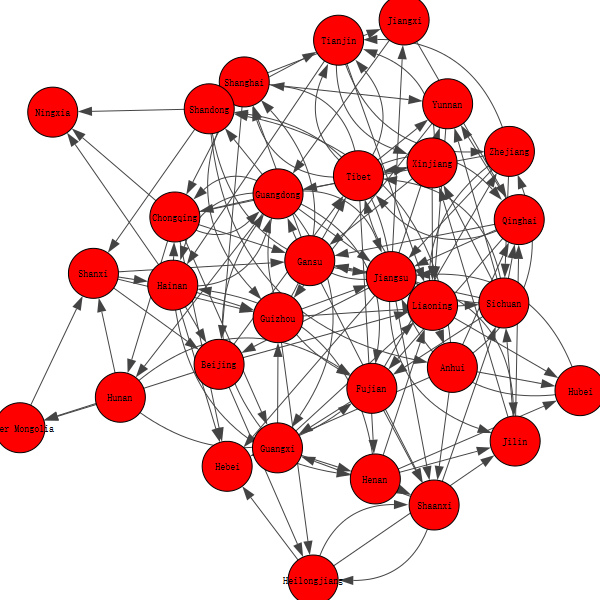 Jiangxi
Tianjin
Shanghai
Yunnan
Shandong
Ningxia
Zhejiang
Xinjiang
Tibet
Guangdong
Chongqing
Qinghai
Gansu
Shanxi
Jiangsu
Hainan
Sichuan
Liaoning
Guizhou
Beijing
Anhui
Fujian
Hubei
Hunan
er Mongolia
Jilin
Guangxi
Hebei
Henan
Shaanxi
Heilongjiang